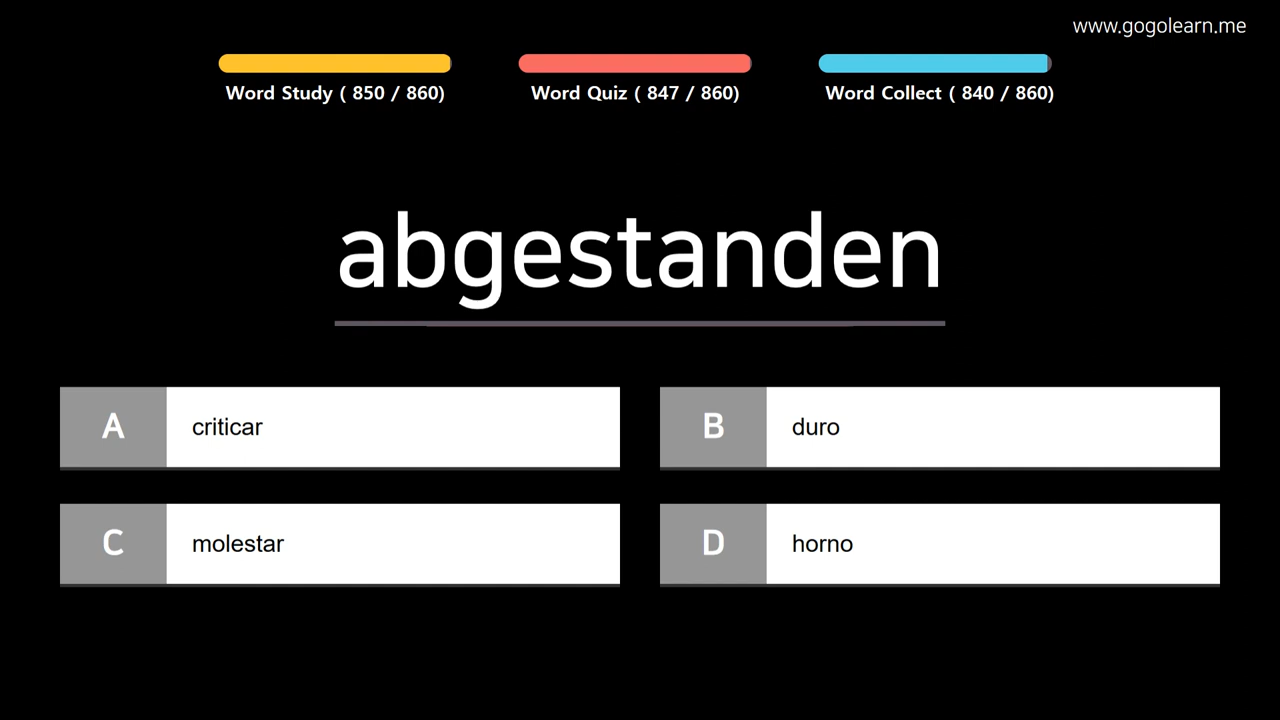 www.gogolearn.me
Word Study ( 850 / 860)
Word Quiz ( 847 / 860)
Word Collect ( 840 / 860)
abgestanden
A criticar
B duro
C molestar
D horno